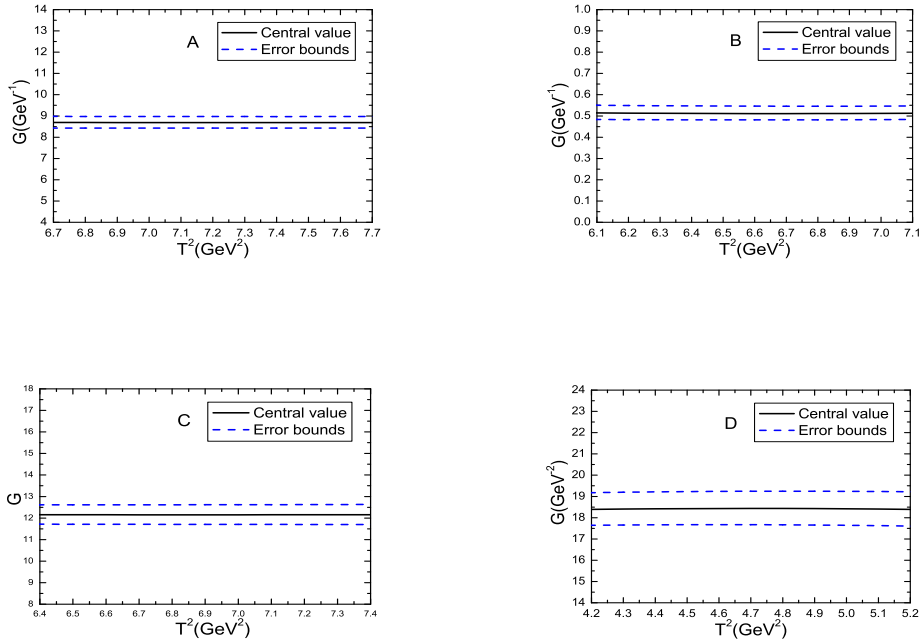 14
13
12
11
10
9
8
7
6
5
4
G(GeV⁻¹)
A
Central value
Error bounds
6.7 6.8 6.9 7.0 7.1 7.2 7.3 7.4 7.5 7.6 7.7
T²(GeV²)
1.0
0.9
0.8
0.7
0.6
0.5
0.4
0.3
0.2
0.1
0.0
G(GeV⁻¹)
B
Central value
Error bounds
6.1 6.2 6.3 6.4 6.5 6.6 6.7 6.8 6.9 7.0 7.1
T²(GeV²)
18
17
16
15
14
13
12
11
10
9
8
G
C
Central value
Error bounds
6.4 6.5 6.6 6.7 6.8 6.9 7.0 7.1 7.2 7.3 7.4
T²(GeV²)
24
23
22
21
20
19
18
17
16
15
14
G(GeV⁻²)
D
Central value
Error bounds
4.2 4.3 4.4 4.5 4.6 4.7 4.8 4.9 5.0 5.1 5.2
T²(GeV²)